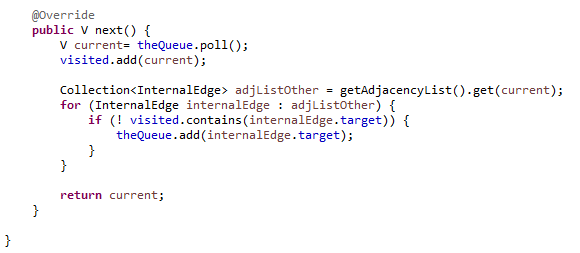 @Override
public V next() {
V current= theQueue.poll();
visited.add(current);
Collection<InternalEdge> adjListOther = getAdjacencyList().get(current);
for (InternalEdge internalEdge : adjListOther) {
if (! visited.contains(internalEdge.target)) {
theQueue.add(internalEdge.target);
}
}
return current;
}
}